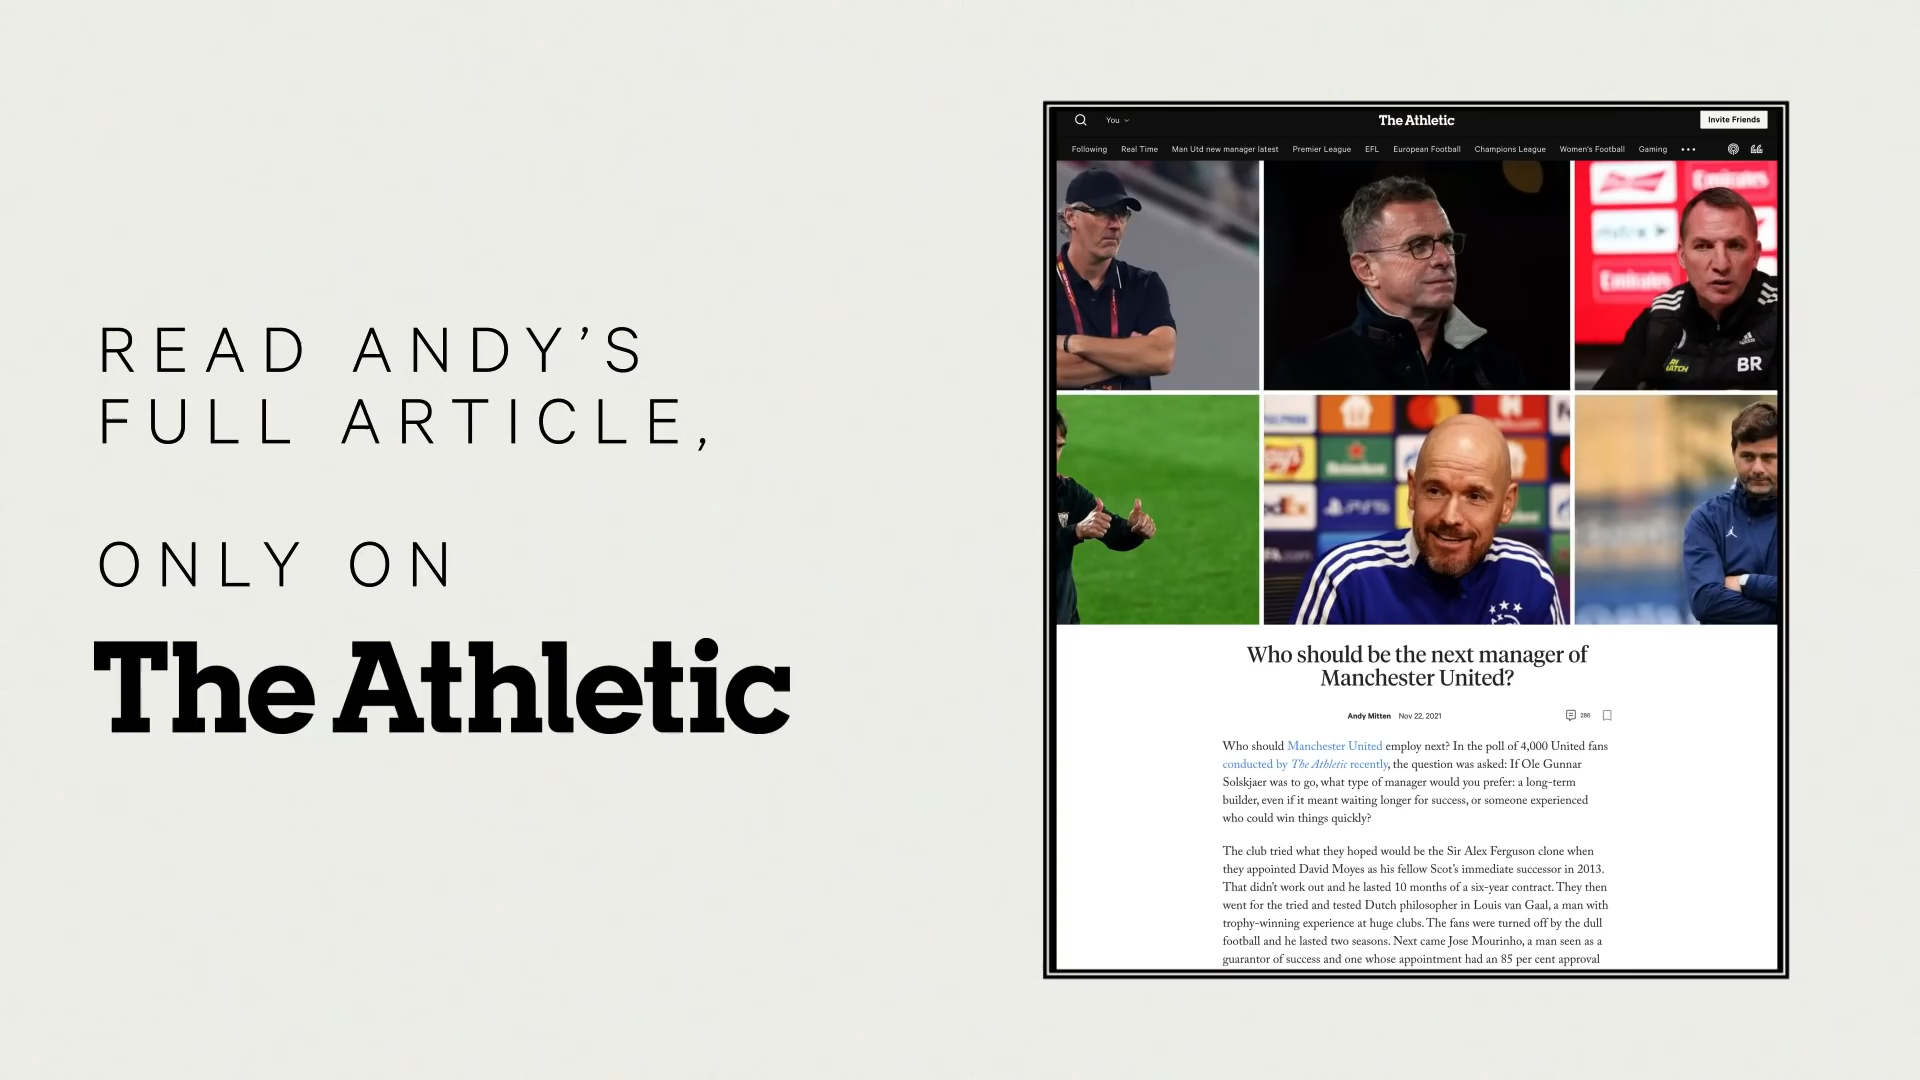 READ ANDY’S
FULL ARTICLE,
ONLY ON
The Athletic
You
The Athletic
Invite Friends
Following Real Time Man Utd new manager latest Premier League EFL European Football Champions League Women's Football Gaming
Emirates
Emirates
BR
Heineken
PS5
Who should be the next manager of
Manchester United?
Andy Mitten Nov 22, 2021 286
Who should Manchester United employ next? In the poll of 4,000 United fans
conducted by The Athletic recently, the question was asked: If Ole Gunnar
Solskjaer was to go, what type of manager would you prefer: a long-term
builder, even if it meant waiting longer for success, or someone experienced
who could win things quickly?
The club tried what they hoped would be the Sir Alex Ferguson clone when
they appointed David Moyes as his fellow Scot’s immediate successor in 2013.
That didn’t work out and he lasted 10 months of a six-year contract. They then
went for the tried and tested Dutch philosopher in Louis van Gaal, a man with
trophy-winning experience at huge clubs. The fans were turned off by the dull
football and he lasted two seasons. Next came Jose Mourinho, a man seen as a
guarantor of success and one whose appointment had an 85 per cent approval